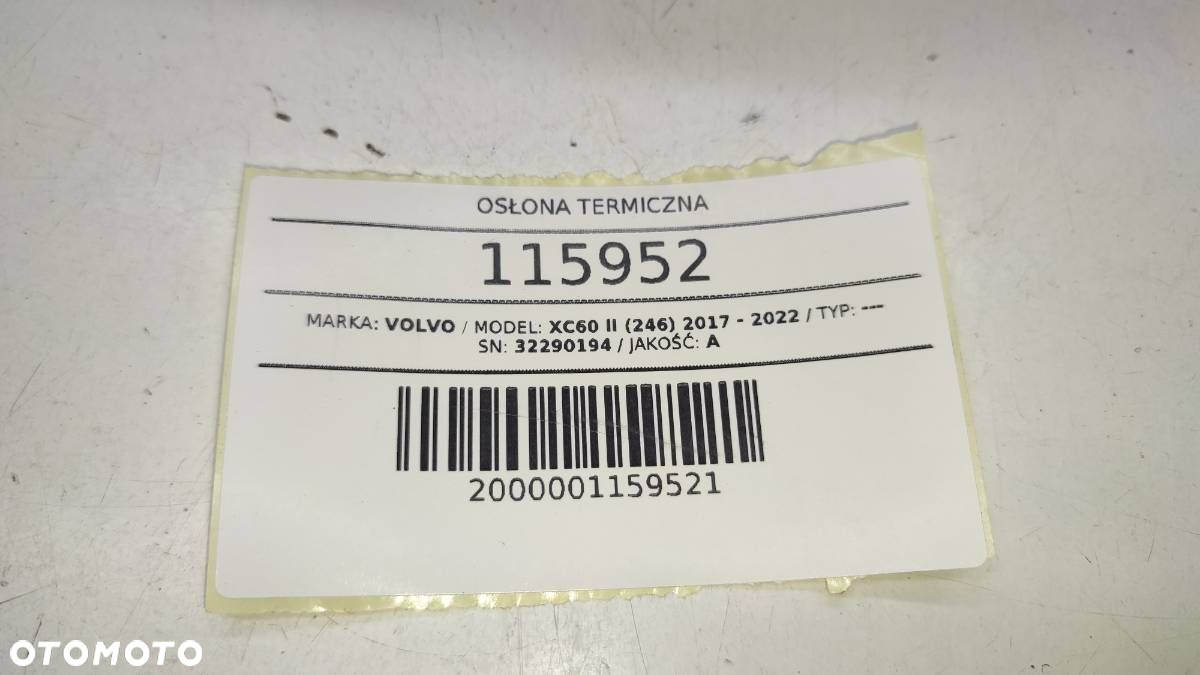 OSŁONA TERMICZNA
115952
MARKA: VOLVO / MODEL: XC60 II (246) 2017 - 2022 / TYP: ---
SN: 32290194 / JAKOŚĆ: A
2000001159521
OTOMOTO